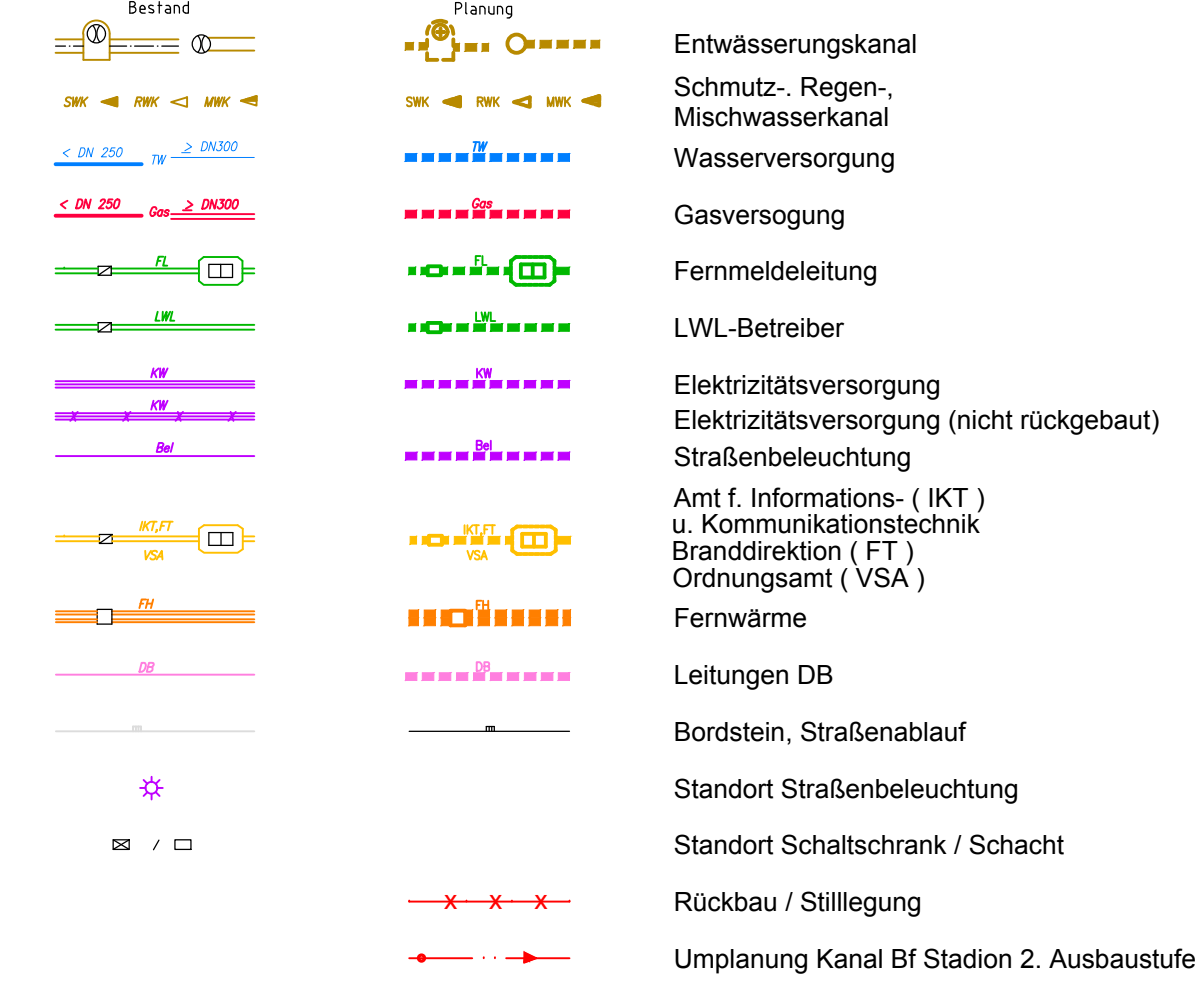 Bestand Planung
Entwässerungskanal
SWK RWK MWK SWK RWK MWK Schmutz-. Regen-,
Mischwasserkanal
< DN 250 TW ≥ DN300 TW Wasserversorgung
< DN 250 Gas ≥ DN300 Gas Gasversogung
FL FL Fernmeldeleitung
LWL LWL LWL-Betreiber
KW KW Elektrizitätsversorgung
KW Elektrizitätsversorgung (nicht rückgebaut)
Bel Bel Straßenbeleuchtung
Amt f. Informations- ( IKT )
IKT,FT IKT,FT u. Kommunikationstechnik
VSA VSA Branddirektion ( FT )
Ordnungsamt ( VSA )
FH FH Fernwärme
DB DB Leitungen DB
Bordstein, Straßenablauf
Standort Straßenbeleuchtung
/ Standort Schaltschrank / Schacht
X X X Rückbau / Stilllegung
Umplanung Kanal Bf Stadion 2. Ausbaustufe